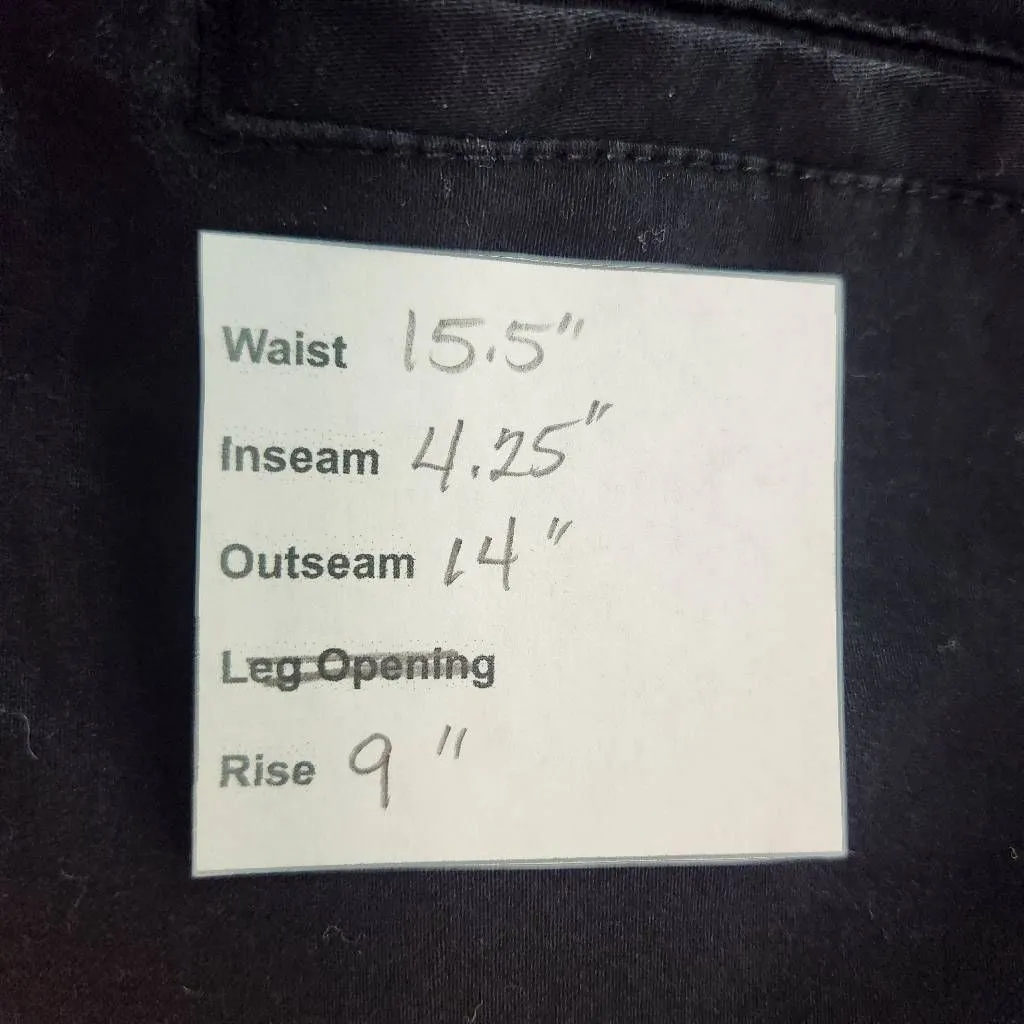 Waist 15.5"
Inseam 4.25"
Outseam 14"
Leg Opening
Rise 9"